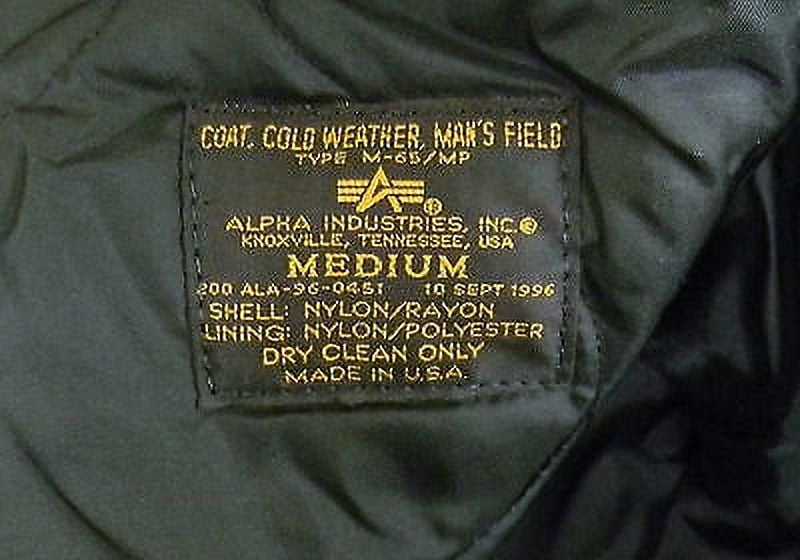 COAT, COLD WEATHER, MAN'S FIELD
TYPE M-65/MP
A
ALPHA INDUSTRIES, INC.®
KNOXVILLE, TENNESSEE, USA
MEDIUM
200 ALA-96-0451 10 SEPT 1996
SHELL: NYLON/RAYON
LINING: NYLON/POLYESTER
DRY CLEAN ONLY
MADE IN U.S.A.